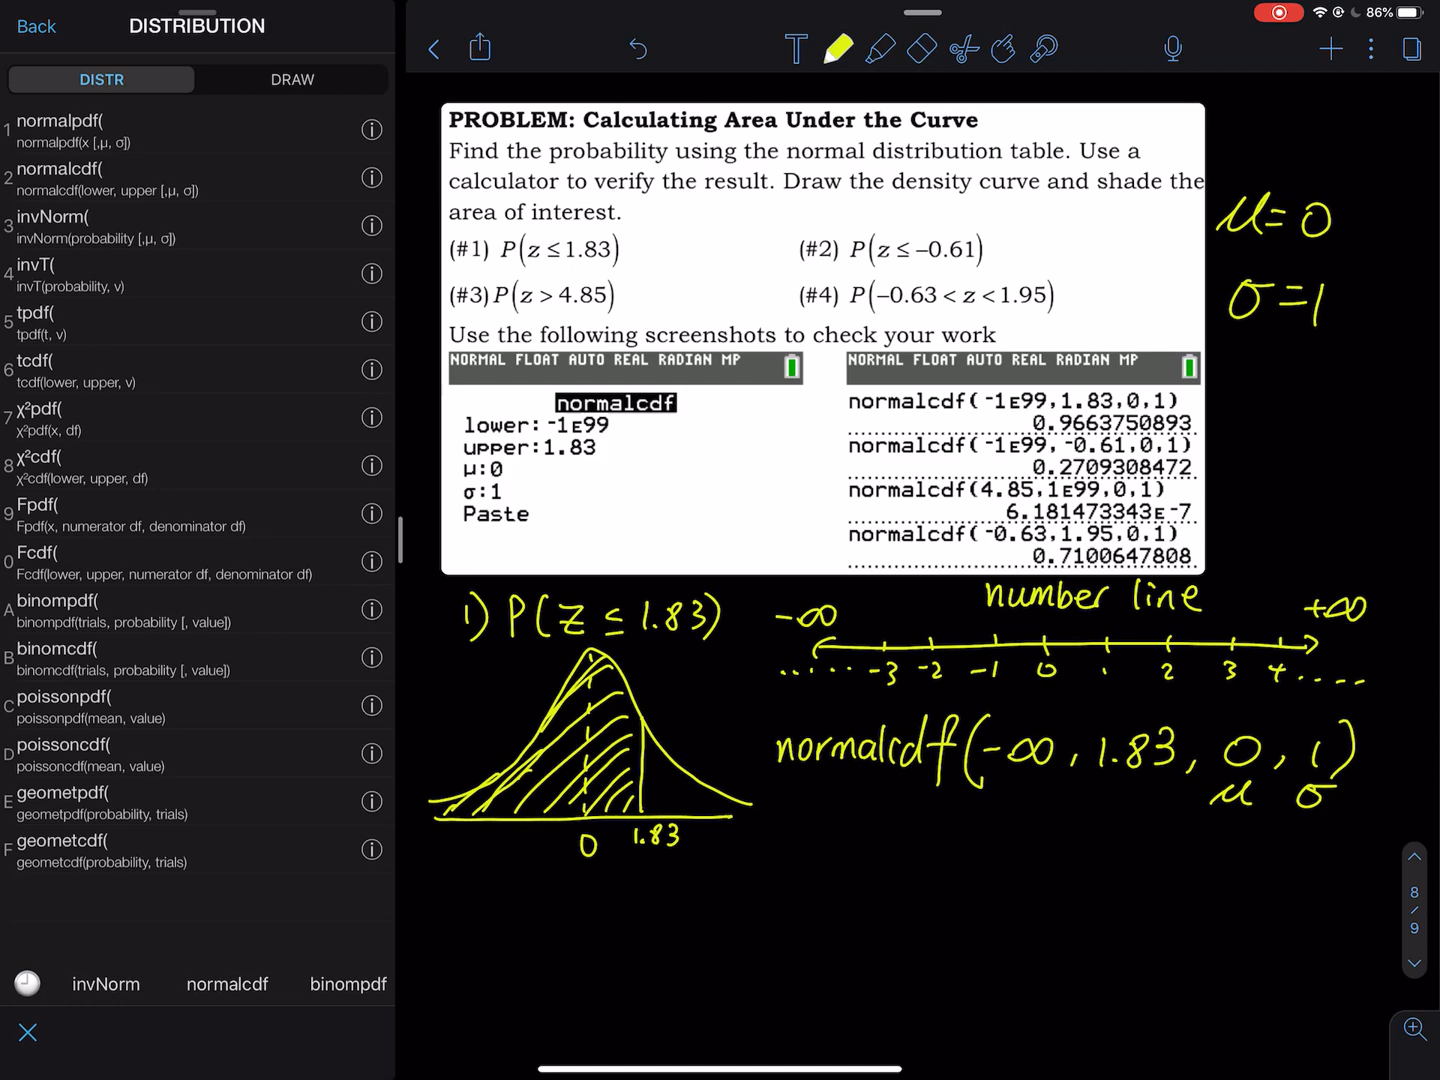 Back
DISTRIBUTION
DISTR
DRAW
1 normalpdf(
normalpdf(x [,μ, σ])
2 normalcdf(
normalcdf(lower, upper [,μ, σ])
3 invNorm(
invNorm(probability [,μ, σ])
4 invT(
invT(probability, ν)
5 tpdf(
tpdf(t, ν)
6 tcdf(
tcdf(lower, upper, ν)
7 χ²pdf(
χ²pdf(x, df)
8 χ²cdf(
χ²cdf(lower, upper, df)
9 Fpdf(
Fpdf(x, numerator df, denominator df)
0 Fcdf(
Fcdf(lower, upper, numerator df, denominator df)
A binompdf(
binompdf(trials, probability [, value])
B binomcdf(
binomcdf(trials, probability [, value])
C poissonpdf(
poissonpdf(mean, value)
D poissoncdf(
poissoncdf(mean, value)
E geometpdf(
geometpdf(probability, trials)
F geometcdf(
geometcdf(probability, trials)
invNorm normalcdf binompdf
86%
PROBLEM: Calculating Area Under the Curve
Find the probability using the normal distribution table. Use a
calculator to verify the result. Draw the density curve and shade the
area of interest.
(#1) P(z ≤ 1.83)
(#2) P(z ≤ −0.61)
(#3) P(z > 4.85)
(#4) P(−0.63 < z < 1.95)
Use the following screenshots to check your work
NORMAL FLOAT AUTO REAL RADIAN MP
normalcdf
lower:-1E99
upper:1.83
μ:0
σ:1
Paste
NORMAL FLOAT AUTO REAL RADIAN MP
normalcdf(-1E99,1.83,0,1)
0.9663750893
normalcdf(-1E99,-0.61,0,1)
0.2709308472
normalcdf(4.85,1E99,0,1)
6.181473343E-7
normalcdf(-0.63,1.95,0,1)
0.7100647808
μ = 0
σ = 1
1) P(Z ≤ 1.83)
0 1.83
number line
-∞ +∞
..... -3 -2 -1 0 . 2 3 4 ....
normalcdf(-∞, 1.83, 0, 1)
μ σ
8
/
9